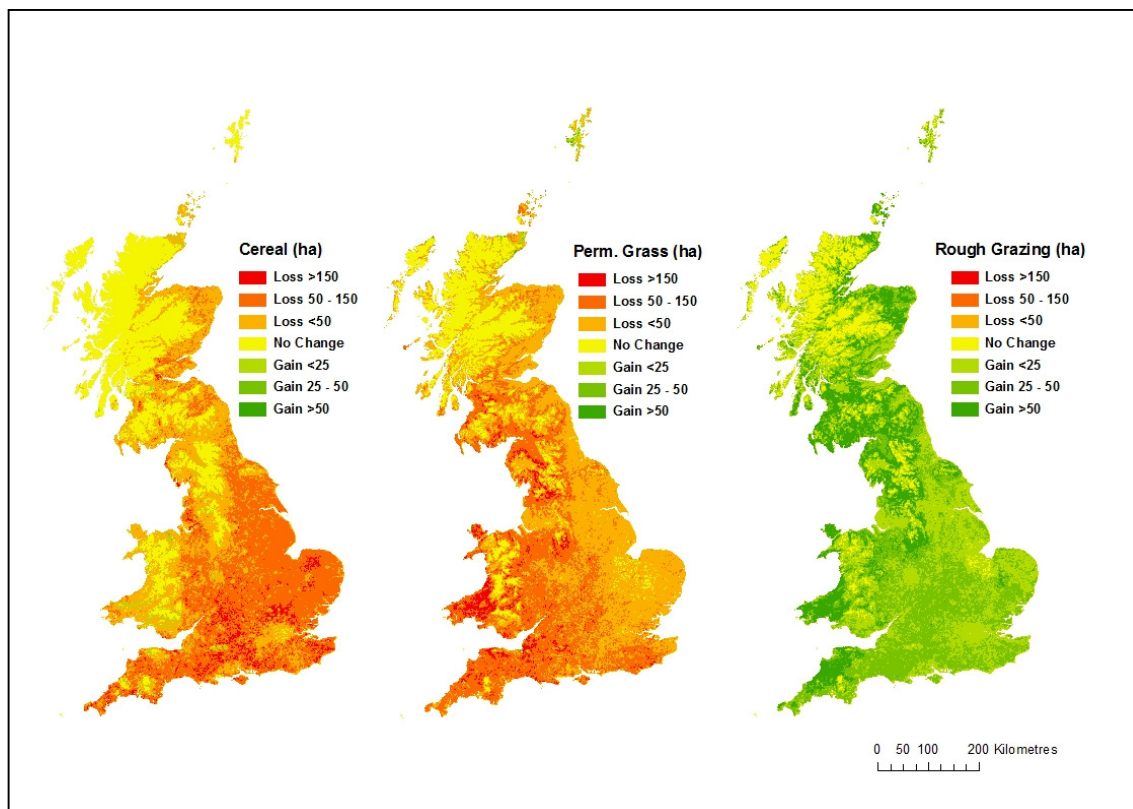 Cereal (ha)
Loss >150
Loss 50 - 150
Loss <50
No Change
Gain <25
Gain 25 - 50
Gain >50
Perm. Grass (ha)
Loss >150
Loss 50 - 150
Loss <50
No Change
Gain <25
Gain 25 - 50
Gain >50
Rough Grazing (ha)
Loss >150
Loss 50 - 150
Loss <50
No Change
Gain <25
Gain 25 - 50
Gain >50
0 50 100 200 Kilometres